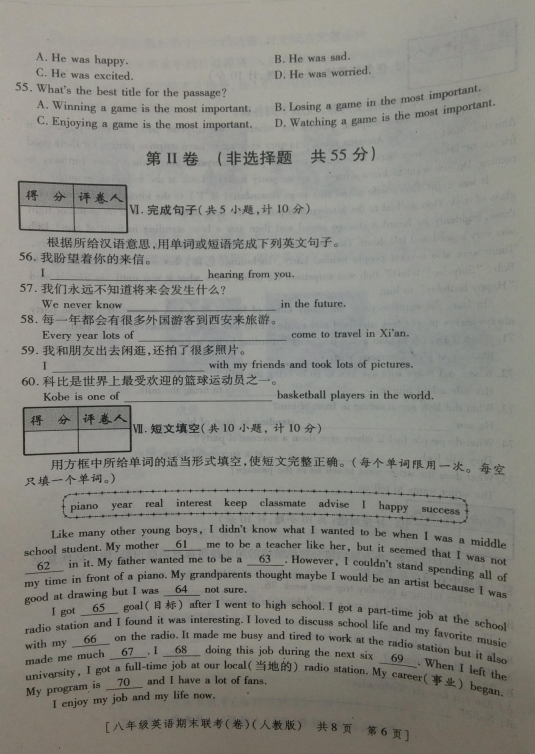 A. He was happy. B. He was sad.
C. He was excited. D. He was worried.
55. What's the best title for the passage?
A. Winning a game is the most important. B. Losing a game in the most important.
C. Enjoying a game is the most important. D. Watching a game is the most important.
第Ⅱ卷 (非选择题 共55分)
得 分 评卷人
Ⅵ. 完成句子(共5小题,计10分)
根据所给汉语意思,用单词或短语完成下列英文句子。
56. 我盼望着你的来信。
I ____________ hearing from you.
57. 我们永远不知道将来会发生什么?
We never know ____________ in the future.
58. 每一年都会有很多外国游客到西安来旅游。
Every year lots of ____________ come to travel in Xi'an.
59. 我和朋友出去闲逛,还拍了很多照片。
I ____________ with my friends and took lots of pictures.
60. 科比是世界上最受欢迎的篮球运动员之一。
Kobe is one of ____________ basketball players in the world.
得 分 评卷人
Ⅶ. 短文填空(共10小题, 计10分)
用方框中所给单词的适当形式填空,使短文完整正确。(每个单词限用一次。每空
只填一个单词。)
piano year real interest keep classmate advise I happy success
Like many other young boys, I didn't know what I wanted to be when I was a middle
school student. My mother 61 me to be a teacher like her, but it seemed that I was not
62 in it. My father wanted me to be a 63 . However, I couldn't stand spending all of
my time in front of a piano. My grandparents thought maybe I would be an artist because I was
good at drawing but I was 64 not sure.
I got 65 goal(目标) after I went to high school. I got a part-time job at the school
radio station and I found it was interesting. I loved to discuss school life and my favorite music
with my 66 on the radio. It made me busy and tired to work at the radio station but it also
made me much 67 . I 68 doing this job during the next six 69 . When I left the
university, I got a full-time job at our local(当地的) radio station. My career(事业) began.
My program is 70 and I have a lot of fans.
I enjoy my job and my life now.
[八年级英语期末联考(卷)(人教版) 共8页 第6页]